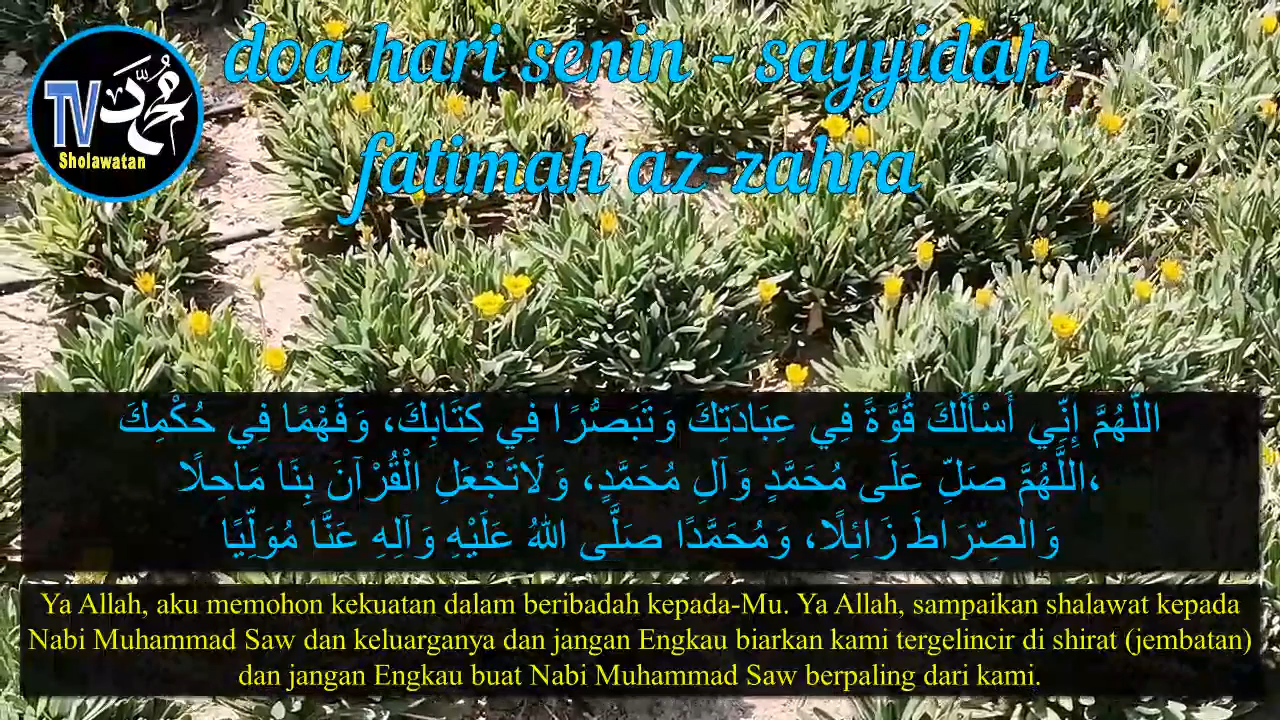 doa hari senin - sayyidah
fatimah az-zahra
محمد
TV
Sholawatan
اللَّهُمَّ إِنِّي أَسْأَلُكَ قُوَّةً فِي عِبَادَتِكَ وَتَبَصُّرًا فِي كِتَابِكَ، وَفَهْمًا فِي حُكْمِكَ
،اللَّهُمَّ صَلِّ عَلَى مُحَمَّدٍ وَآلِ مُحَمَّدٍ، وَلَاتَجْعَلِ الْقُرْآنَ بِنَا مَاحِلًا
وَالصِّرَاطَ زَائِلًا، وَمُحَمَّدًا صَلَّى اللهُ عَلَيْهِ وَآلِهِ عَنَّا مُوَلِّيًا
Ya Allah, aku memohon kekuatan dalam beribadah kepada-Mu. Ya Allah, sampaikan shalawat kepada
Nabi Muhammad Saw dan keluarganya dan jangan Engkau biarkan kami tergelincir di shirat (jembatan)
dan jangan Engkau buat Nabi Muhammad Saw berpaling dari kami.